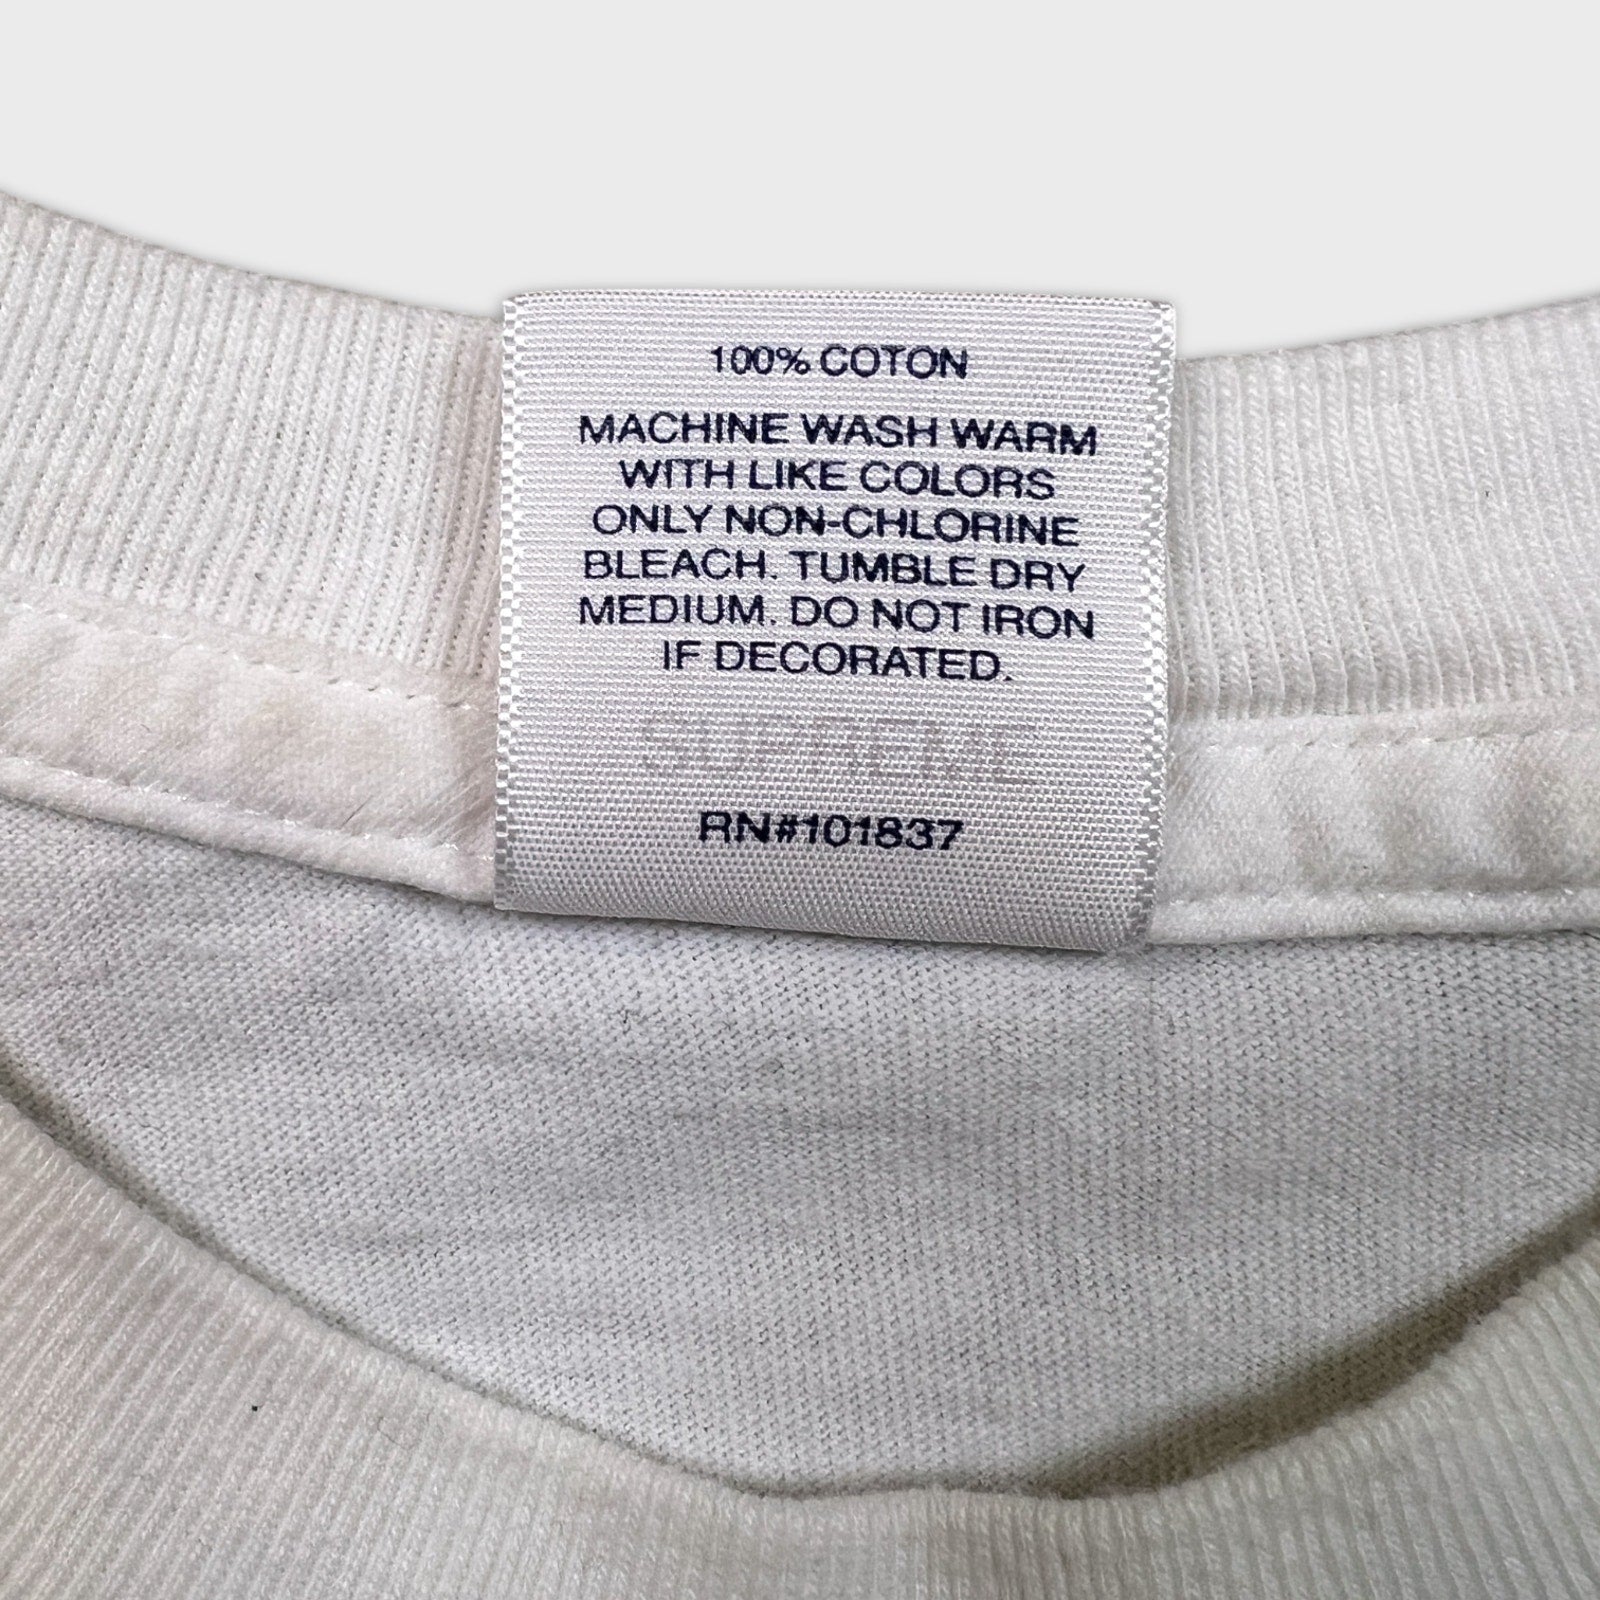 100% COTON
MACHINE WASH WARM
WITH LIKE COLORS
ONLY NON-CHLORINE
BLEACH. TUMBLE DRY
MEDIUM. DO NOT IRON
IF DECORATED.
SUPREME
RN#101837